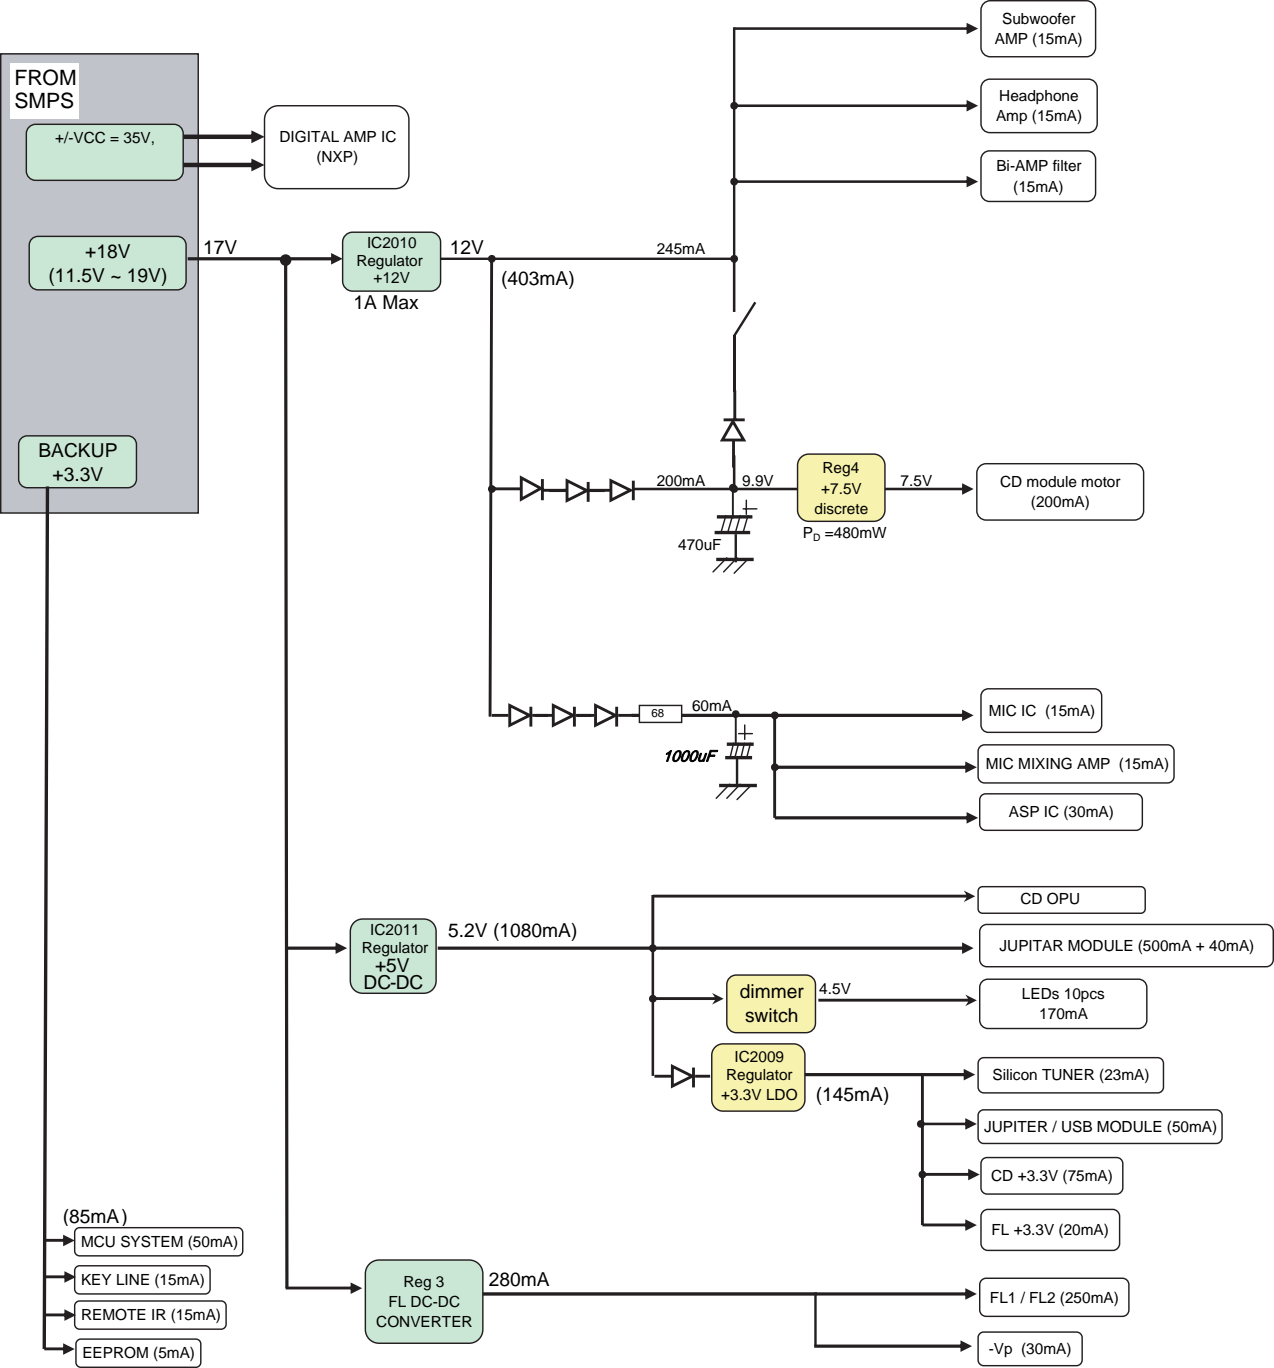 Subwoofer
AMP (15mA)
FROM
SMPS
Headphone
Amp (15mA)
+/-VCC = 35V,
DIGITAL AMP IC
(NXP)
Bi-AMP filter
(15mA)
+18V
(11.5V ~ 19V)
17V
IC2010
Regulator
+12V
1A Max
12V
(403mA)
245mA
BACKUP
+3.3V
200mA
9.9V
Reg4
+7.5V
discrete
PD =480mW
7.5V
CD module motor
(200mA)
470uF
68
60mA
MIC IC (15mA)
1000uF
MIC MIXING AMP (15mA)
ASP IC (30mA)
CD OPU
IC2011
Regulator
+5V
DC-DC
5.2V (1080mA)
JUPITAR MODULE (500mA + 40mA)
dimmer
switch
4.5V
LEDs 10pcs
170mA
IC2009
Regulator
+3.3V LDO
(145mA)
Silicon TUNER (23mA)
JUPITER / USB MODULE (50mA)
CD +3.3V (75mA)
FL +3.3V (20mA)
(85mA)
MCU SYSTEM (50mA)
KEY LINE (15mA)
REMOTE IR (15mA)
EEPROM (5mA)
Reg 3
FL DC-DC
CONVERTER
280mA
FL1 / FL2 (250mA)
-Vp (30mA)